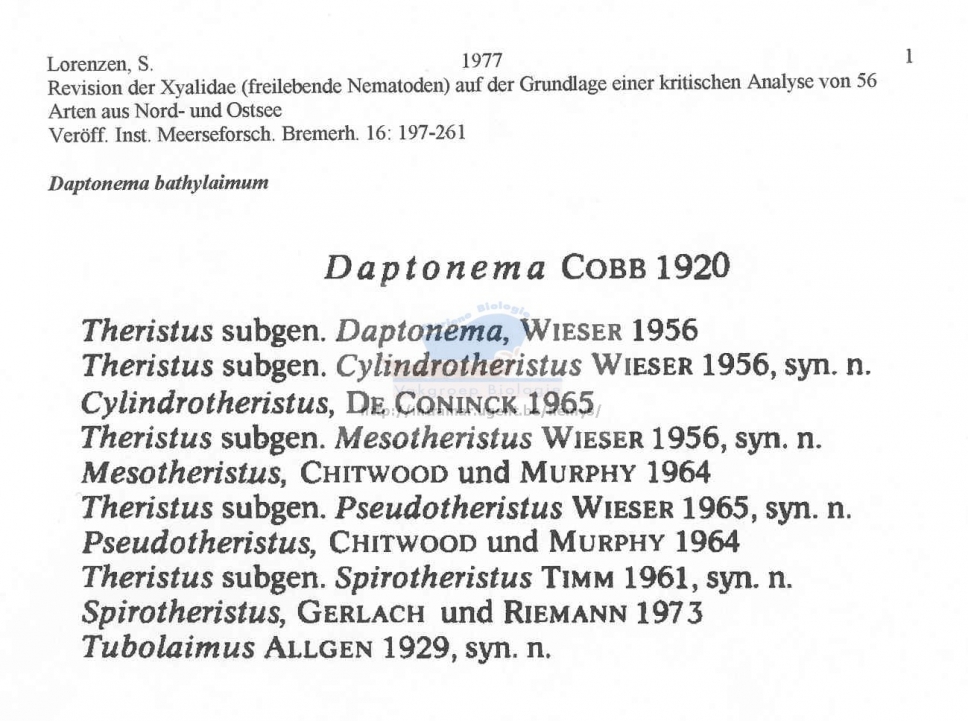 Lorenzen, S. 1977 1
Revision der Xyalidae (freilebende Nematoden) auf der Grundlage einer kritischen Analyse von 56
Arten aus Nord- und Ostsee
Veröff. Inst. Meerseforsch. Bremerh. 16: 197-261
Daptonema bathylaimum
Daptonema COBB 1920
Theristus subgen. Daptonema, WIESER 1956
Theristus subgen. Cylindrotheristus WIESER 1956, syn. n.
Cylindrotheristus, DE CONINCK 1965
Theristus subgen. Mesotheristus WIESER 1956, syn. n.
Mesotheristus, CHITWOOD und MURPHY 1964
Theristus subgen. Pseudotheristus WIESER 1965, syn. n.
Pseudotheristus, CHITWOOD und MURPHY 1964
Theristus subgen. Spirotheristus TIMM 1961, syn. n.
Spirotheristus, GERLACH und RIEMANN 1973
Tubolaimus ALLGEN 1929, syn. n.